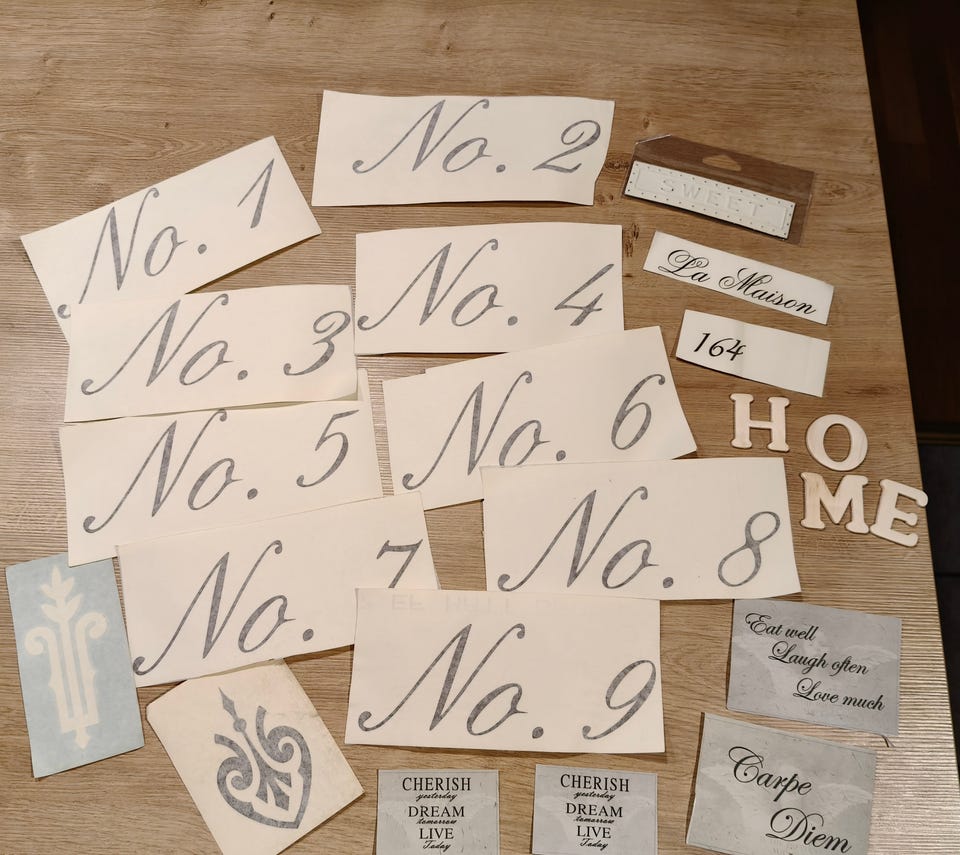 No. 1
No. 2
SWEET
La Maison
No. 3
No. 4
164
HO
ME
No. 5
No. 6
No. 7
No. 8
No. 9
Eat well
Laugh often
Love much
Carpe
Diem
CHERISH
yesterday
DREAM
tomorrow
LIVE
Today
CHERISH
yesterday
DREAM
tomorrow
LIVE
Today